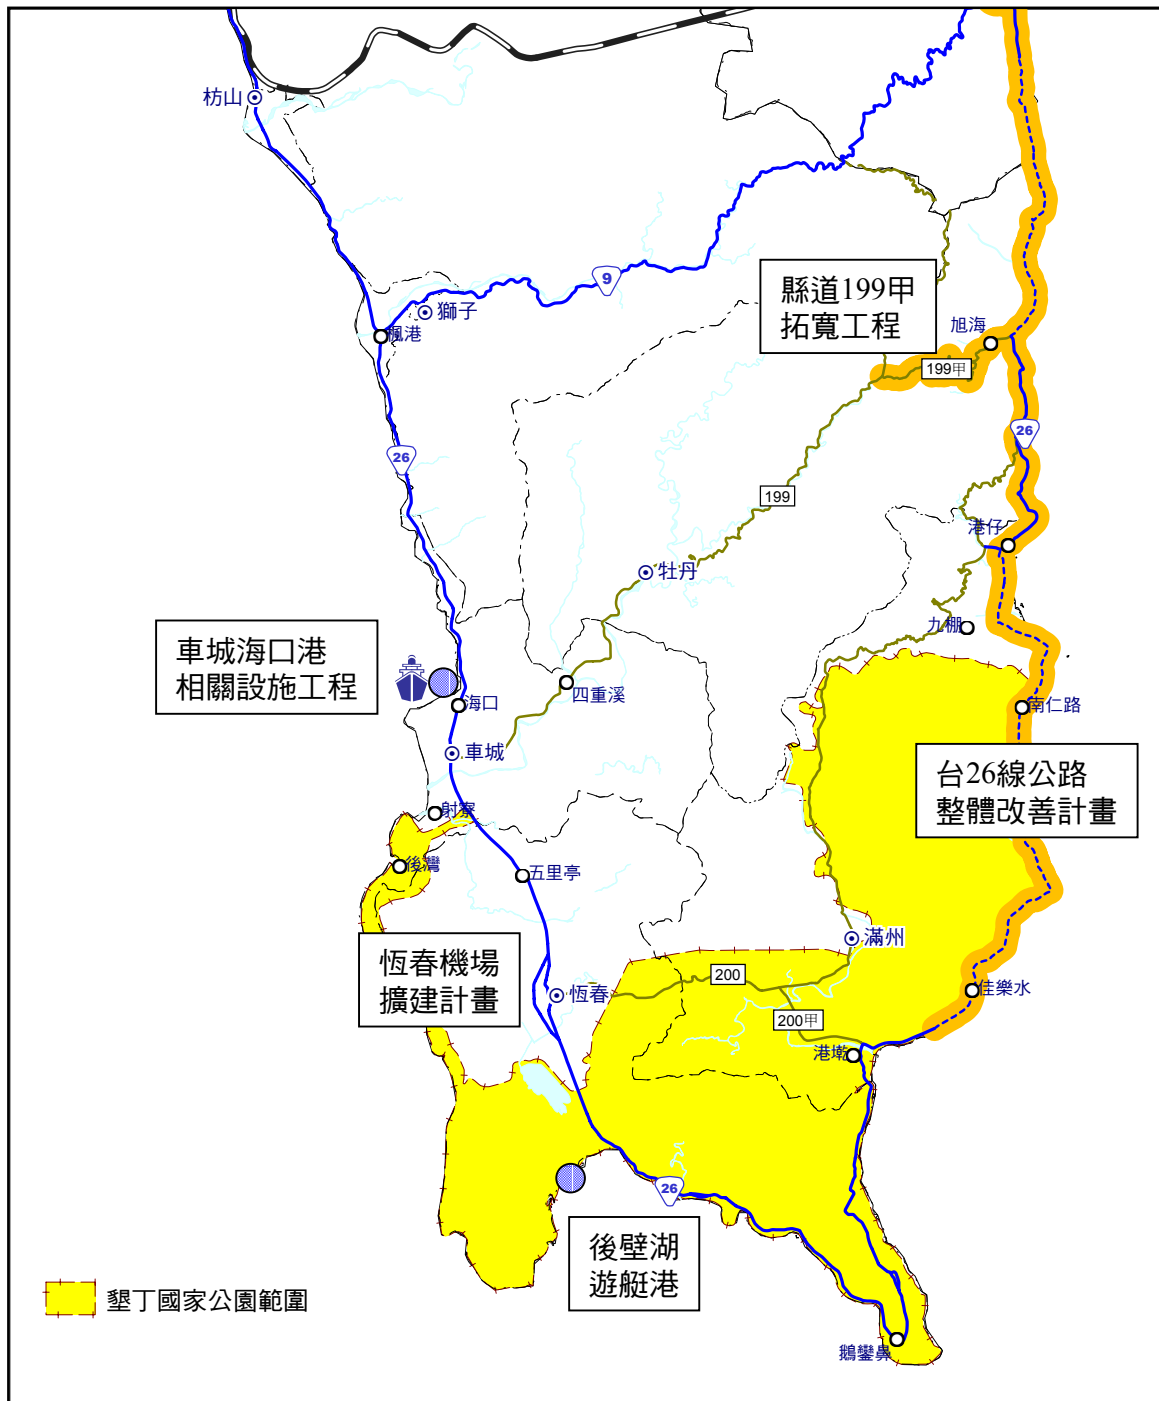 枋山
獅子
9
楓港
縣道199甲
拓寬工程
旭海
199甲
26
26
199
港仔
牡丹
九棚
車城海口港
相關設施工程
四重溪
海口
南仁路
車城
台26線公路
整體改善計畫
射寮
後灣
五里亭
滿州
恆春機場
擴建計畫
200
恆春
佳樂水
200甲
港墘
26
後壁湖
遊艇港
墾丁國家公園範圍
鵝鑾鼻